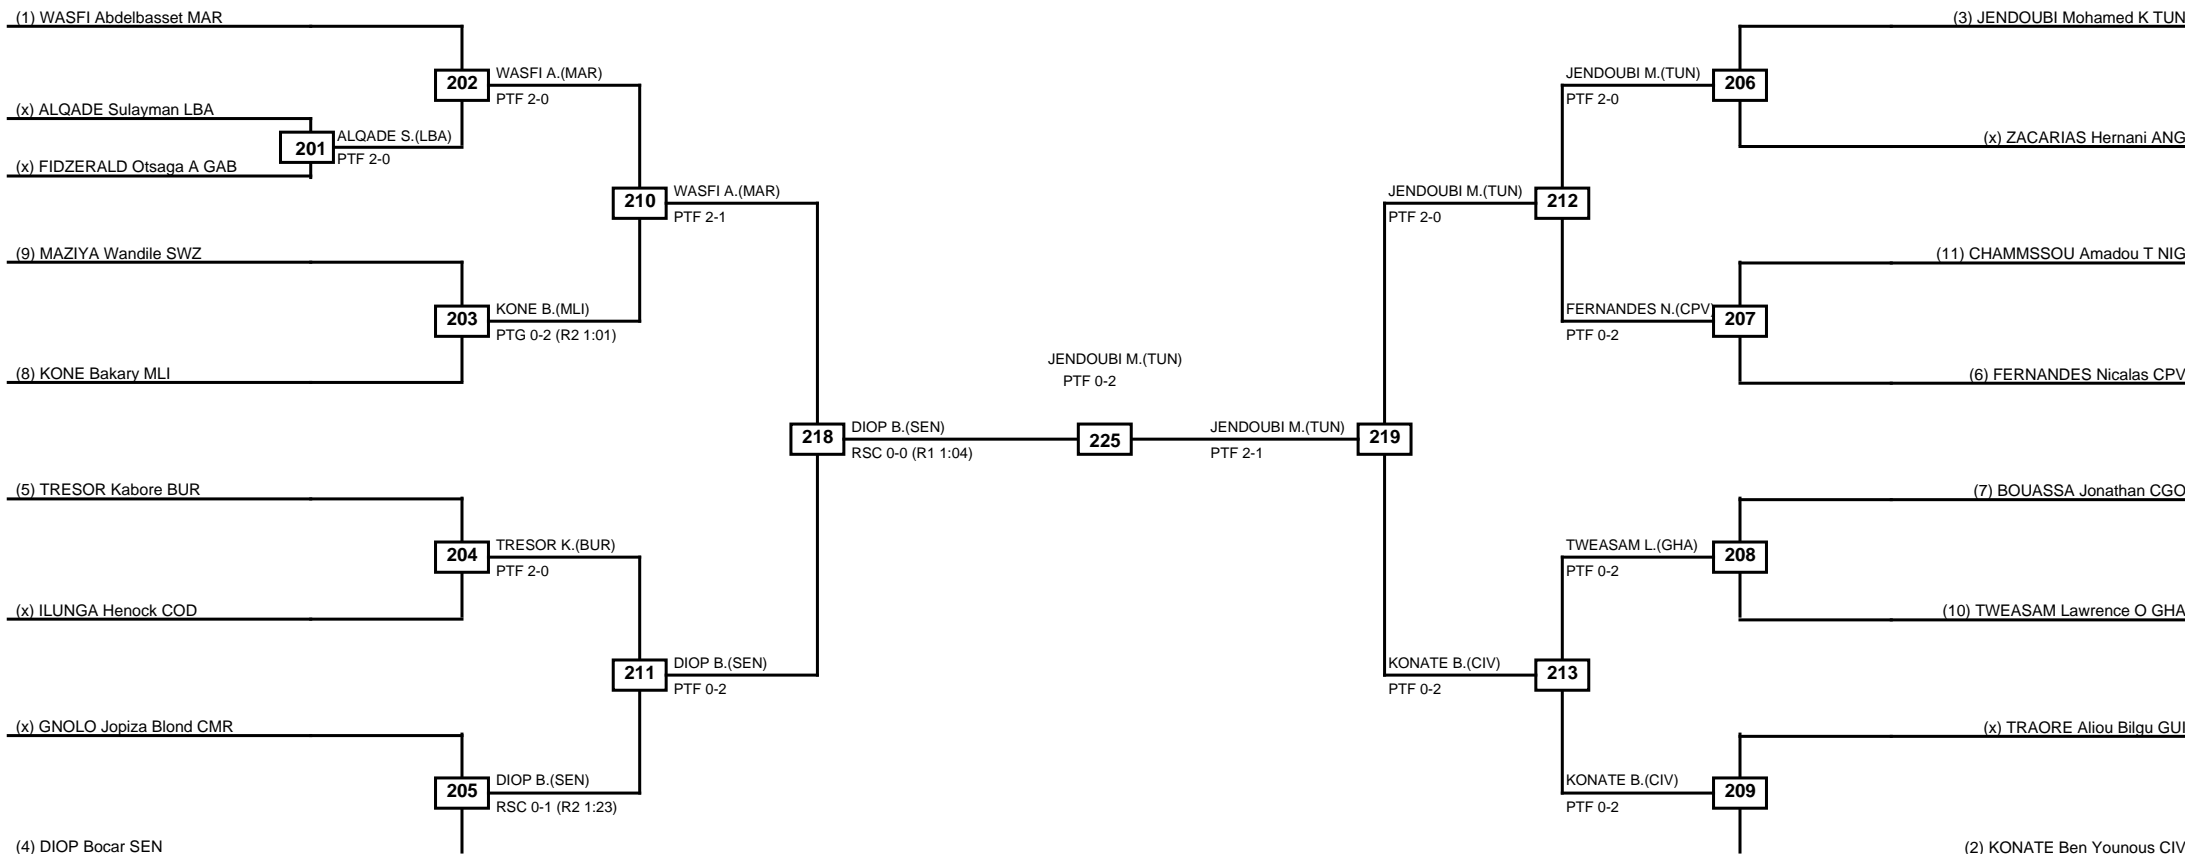 (1) WASFI Abdelbasset MAR
(3) JENDOUBI Mohamed K TUN
202
WASFI A.(MAR)
PTF 2-0
JENDOUBI M.(TUN)
PTF 2-0
206
(x) ALQADE Sulayman LBA
201
ALQADE S.(LBA)
PTF 2-0
(x) ZACARIAS Hernani ANG
(x) FIDZERALD Otsaga A GAB
210
WASFI A.(MAR)
PTF 2-1
JENDOUBI M.(TUN)
PTF 2-0
212
(9) MAZIYA Wandile SWZ
(11) CHAMMSSOU Amadou T NIG
203
KONE B.(MLI)
PTG 0-2 (R2 1:01)
FERNANDES N.(CPV)
PTF 0-2
207
JENDOUBI M.(TUN)
PTF 0-2
(8) KONE Bakary MLI
(6) FERNANDES Nicalas CPV
218
DIOP B.(SEN)
RSC 0-0 (R1 1:04)
225
JENDOUBI M.(TUN)
PTF 2-1
219
(5) TRESOR Kabore BUR
(7) BOUASSA Jonathan CGO
204
TRESOR K.(BUR)
PTF 2-0
TWEASAM L.(GHA)
PTF 0-2
208
(x) ILUNGA Henock COD
(10) TWEASAM Lawrence O GHA
211
DIOP B.(SEN)
PTF 0-2
KONATE B.(CIV)
PTF 0-2
213
(x) GNOLO Jopiza Blond CMR
(x) TRAORE Aliou Bilgu GUI
205
DIOP B.(SEN)
RSC 0-1 (R2 1:23)
KONATE B.(CIV)
PTF 0-2
209
(4) DIOP Bocar SEN
(2) KONATE Ben Younous CIV